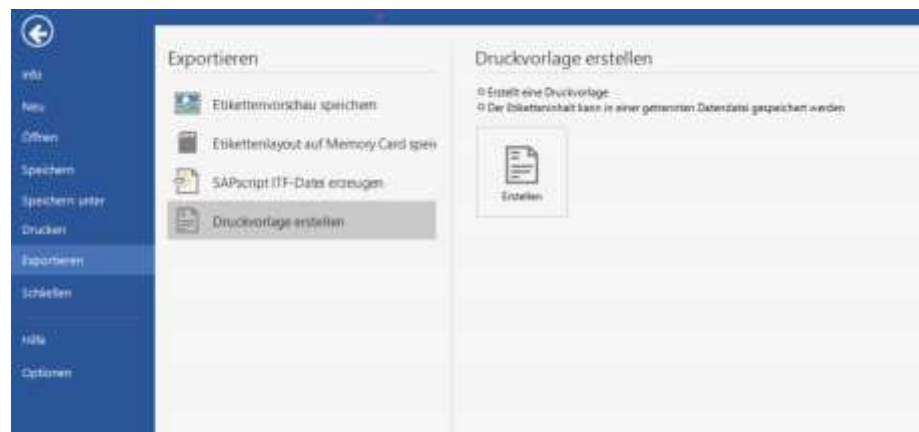 Info
Neu
Öffnen
Speichern
Speichern unter
Drucken
Exportieren
Schließen
Hilfe
Optionen
Exportieren
Etikettenvorschau speichern
Etikettenlayout auf Memory Card speic
SAPscript ITF-Datei erzeugen
Druckvorlage erstellen
Druckvorlage erstellen
Erstellt eine Druckvorlage
Der Etiketteninhalt kann in einer getrennten Datendatei gespeichert werden
Erstellen